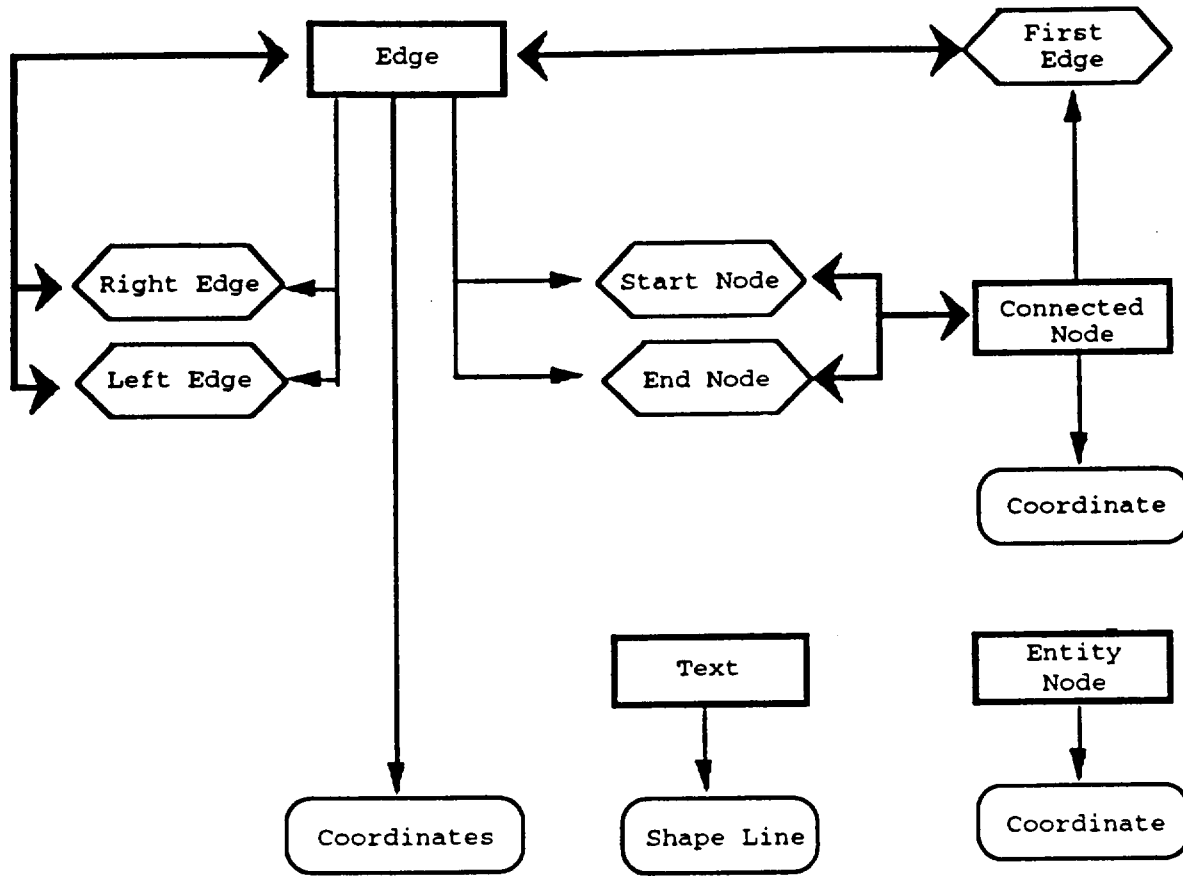 Edge
First
Edge
Right Edge
Start Node
Connected
Node
Left Edge
End Node
Coordinate
Text
Entity
Node
Coordinates
Shape Line
Coordinate